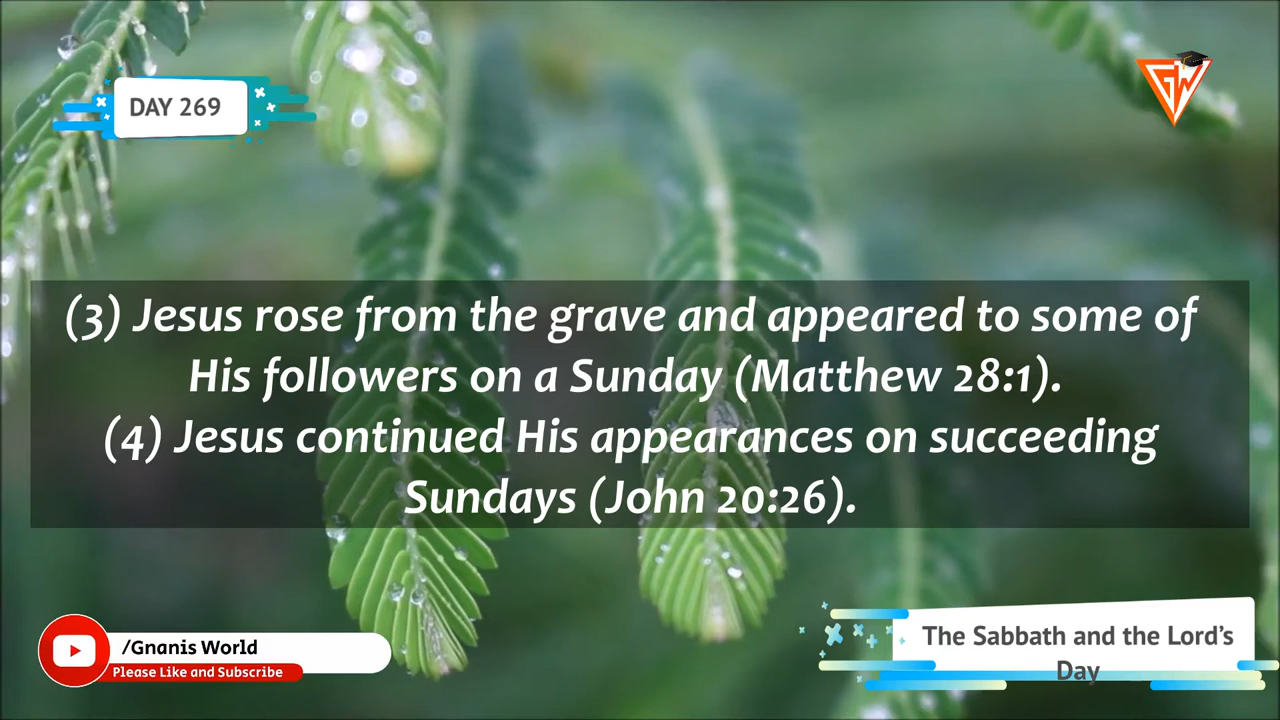 DAY 269
GW
(3) Jesus rose from the grave and appeared to some of
His followers on a Sunday (Matthew 28:1).
(4) Jesus continued His appearances on succeeding
Sundays (John 20:26).
/Gnanis World
Please Like and Subscribe
The Sabbath and the Lord’s
Day